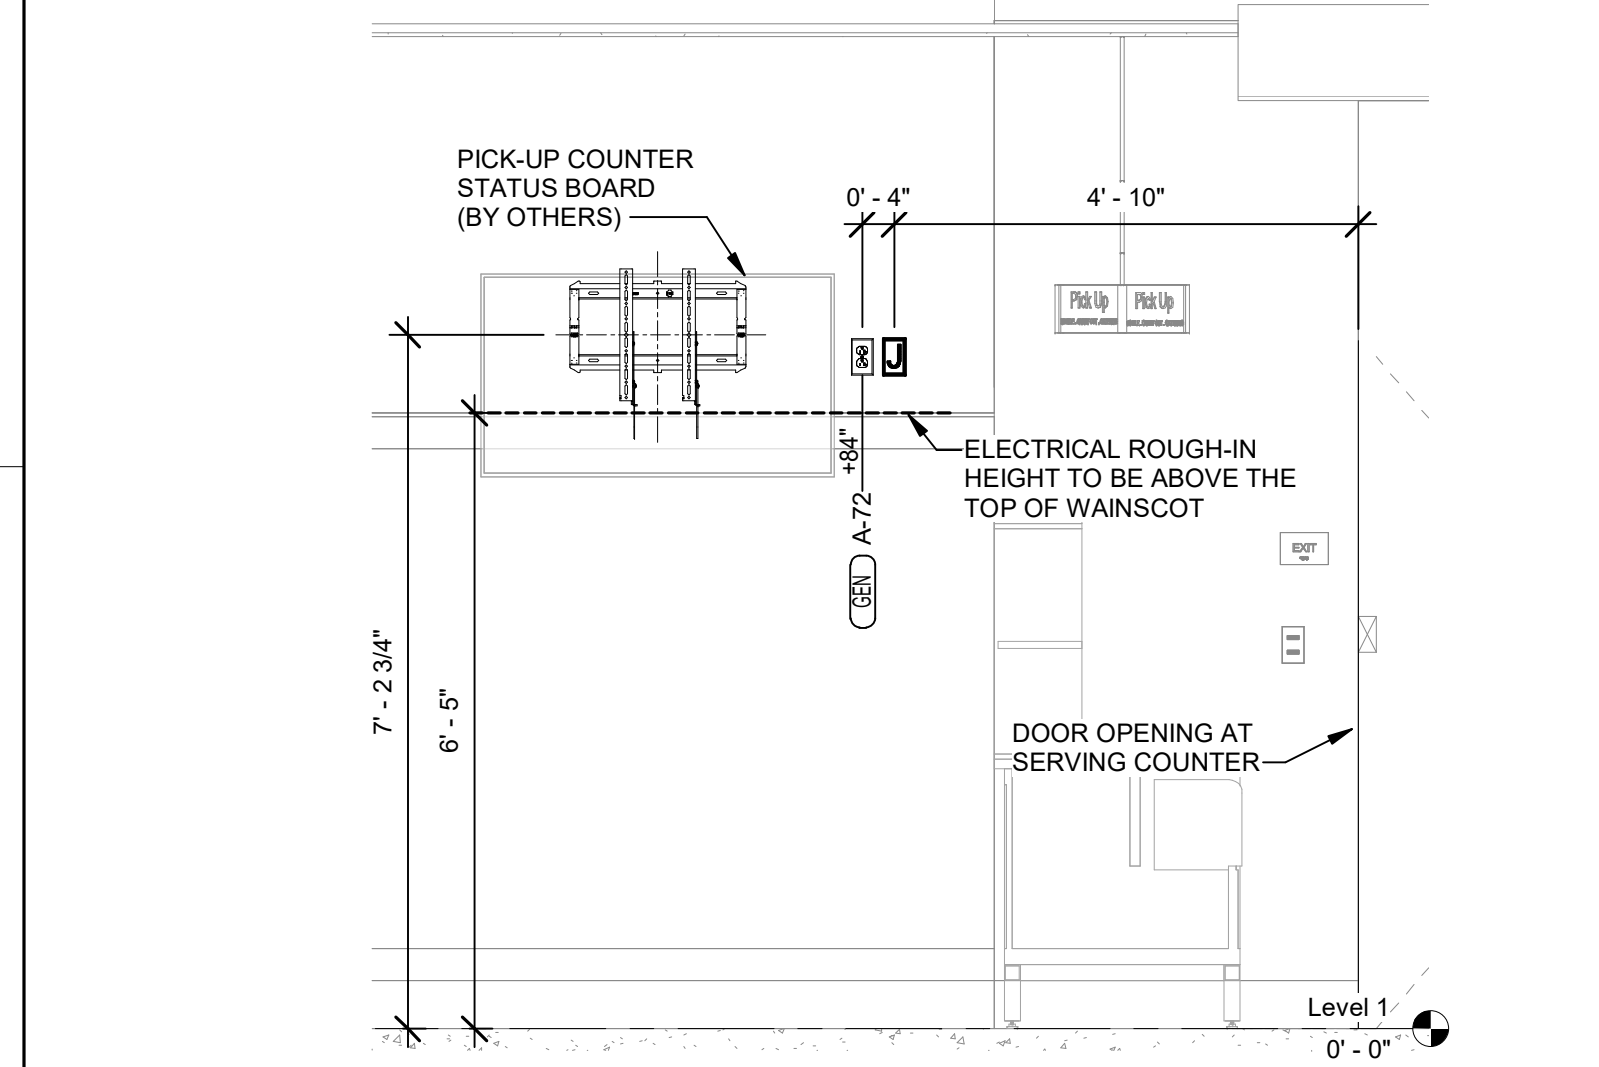 PICK-UP COUNTER
STATUS BOARD
(BY OTHERS)
0' - 4"
4' - 10"
Pick Up
Pick Up
J
+84"
A-72
GEN
ELECTRICAL ROUGH-IN
HEIGHT TO BE ABOVE THE
TOP OF WAINSCOT
EXIT
7' - 2 3/4"
6' - 5"
DOOR OPENING AT
SERVING COUNTER
Level 1
0' - 0"